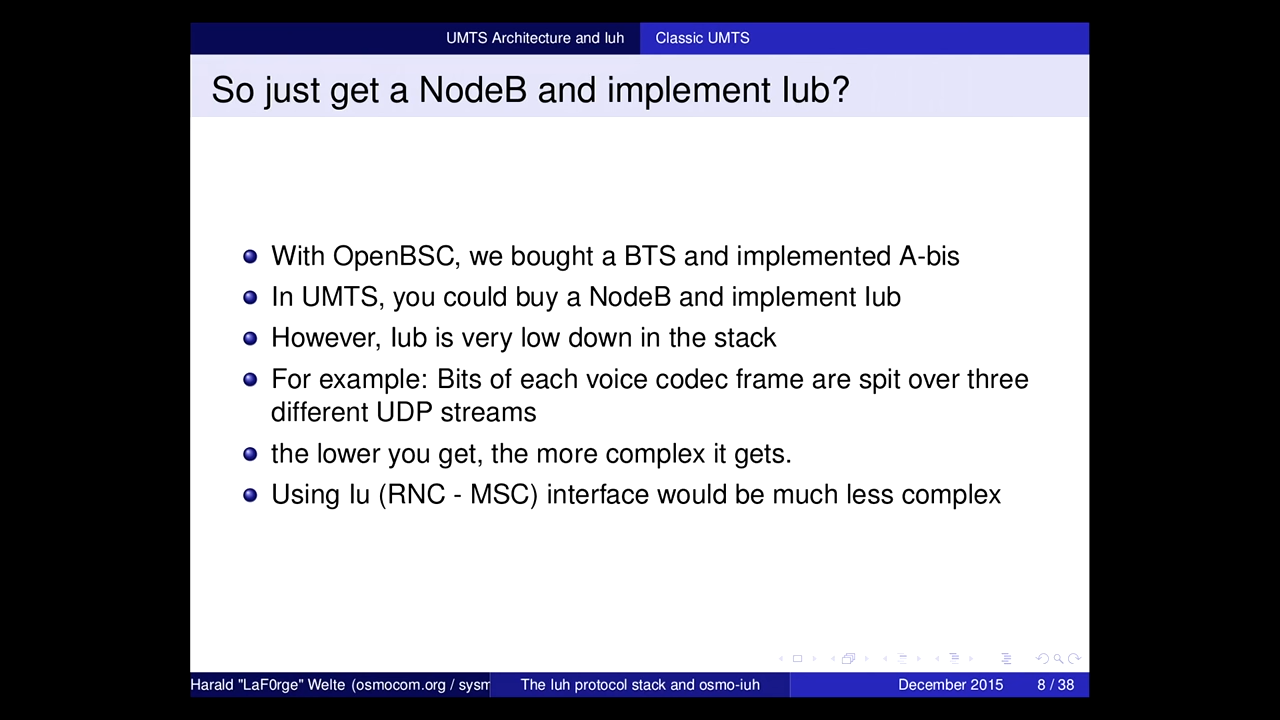 UMTS Architecture and Iuh Classic UMTS
So just get a NodeB and implement Iub?
With OpenBSC, we bought a BTS and implemented A-bis
In UMTS, you could buy a NodeB and implement Iub
However, Iub is very low down in the stack
For example: Bits of each voice codec frame are spit over three
different UDP streams
the lower you get, the more complex it gets.
Using Iu (RNC - MSC) interface would be much less complex
Harald "LaF0rge" Welte (osmocom.org / sysm The Iuh protocol stack and osmo-iuh December 2015 8 / 38